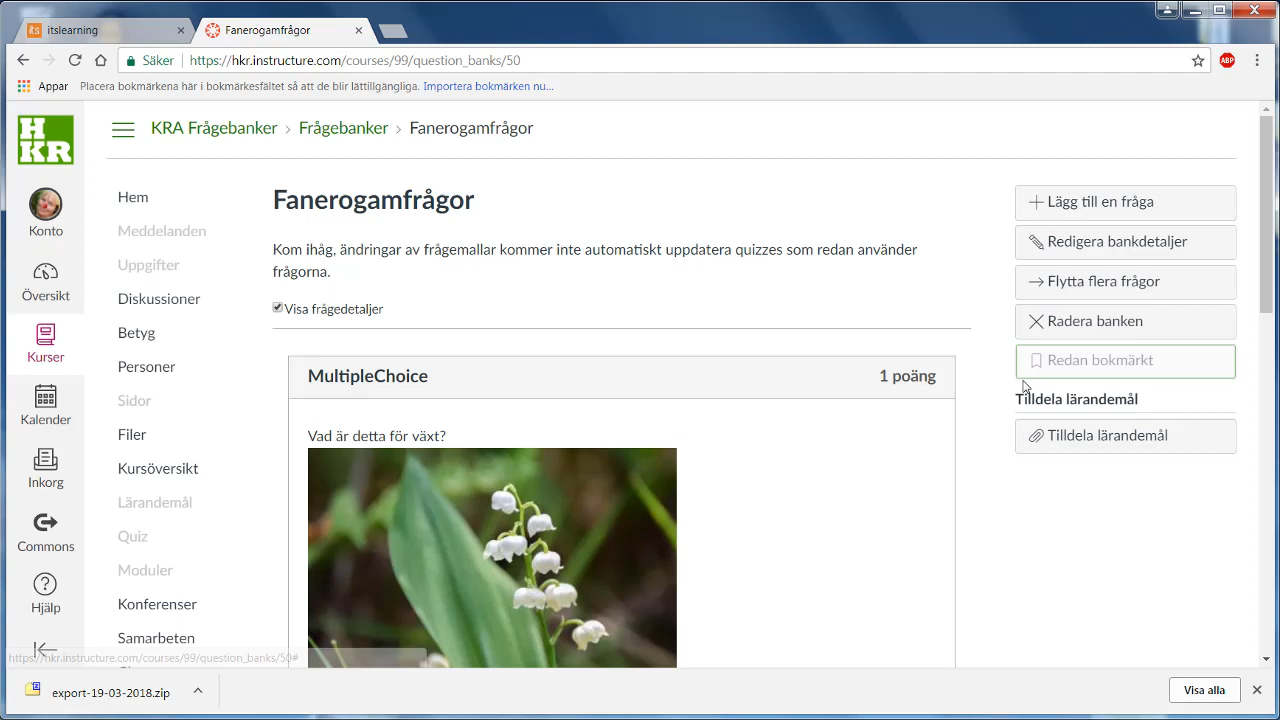 itslearning
Fanerogamfrågor
Säker
https://hkr.instructure.com/courses/99/question_banks/50
ABP
Appar
Placera bokmärkena här i bokmärkesfältet så att de blir lättillgängliga.
Importera bokmärken nu...
H
KR
KRA Frågebanker › Frågebanker › Fanerogamfrågor
Konto
Översikt
Kurser
Kalender
Inkorg
Commons
Hjälp
Hem
Meddelanden
Uppgifter
Diskussioner
Betyg
Personer
Sidor
Filer
Kursöversikt
Lärandemål
Quiz
Moduler
Konferenser
Samarbeten
Fanerogamfrågor
Kom ihåg, ändringar av frågemallar kommer inte automatiskt uppdatera quizzes som redan använder
frågorna.
Visa frågedetaljer
MultipleChoice
1 poäng
Vad är detta för växt?
Lägg till en fråga
Redigera bankdetaljer
Flytta flera frågor
Radera banken
Redan bokmärkt
Tilldela lärandemål
Tilldela lärandemål
https://hkr.instructure.com/courses/99/question_banks/50#
export-19-03-2018.zip
Visa alla